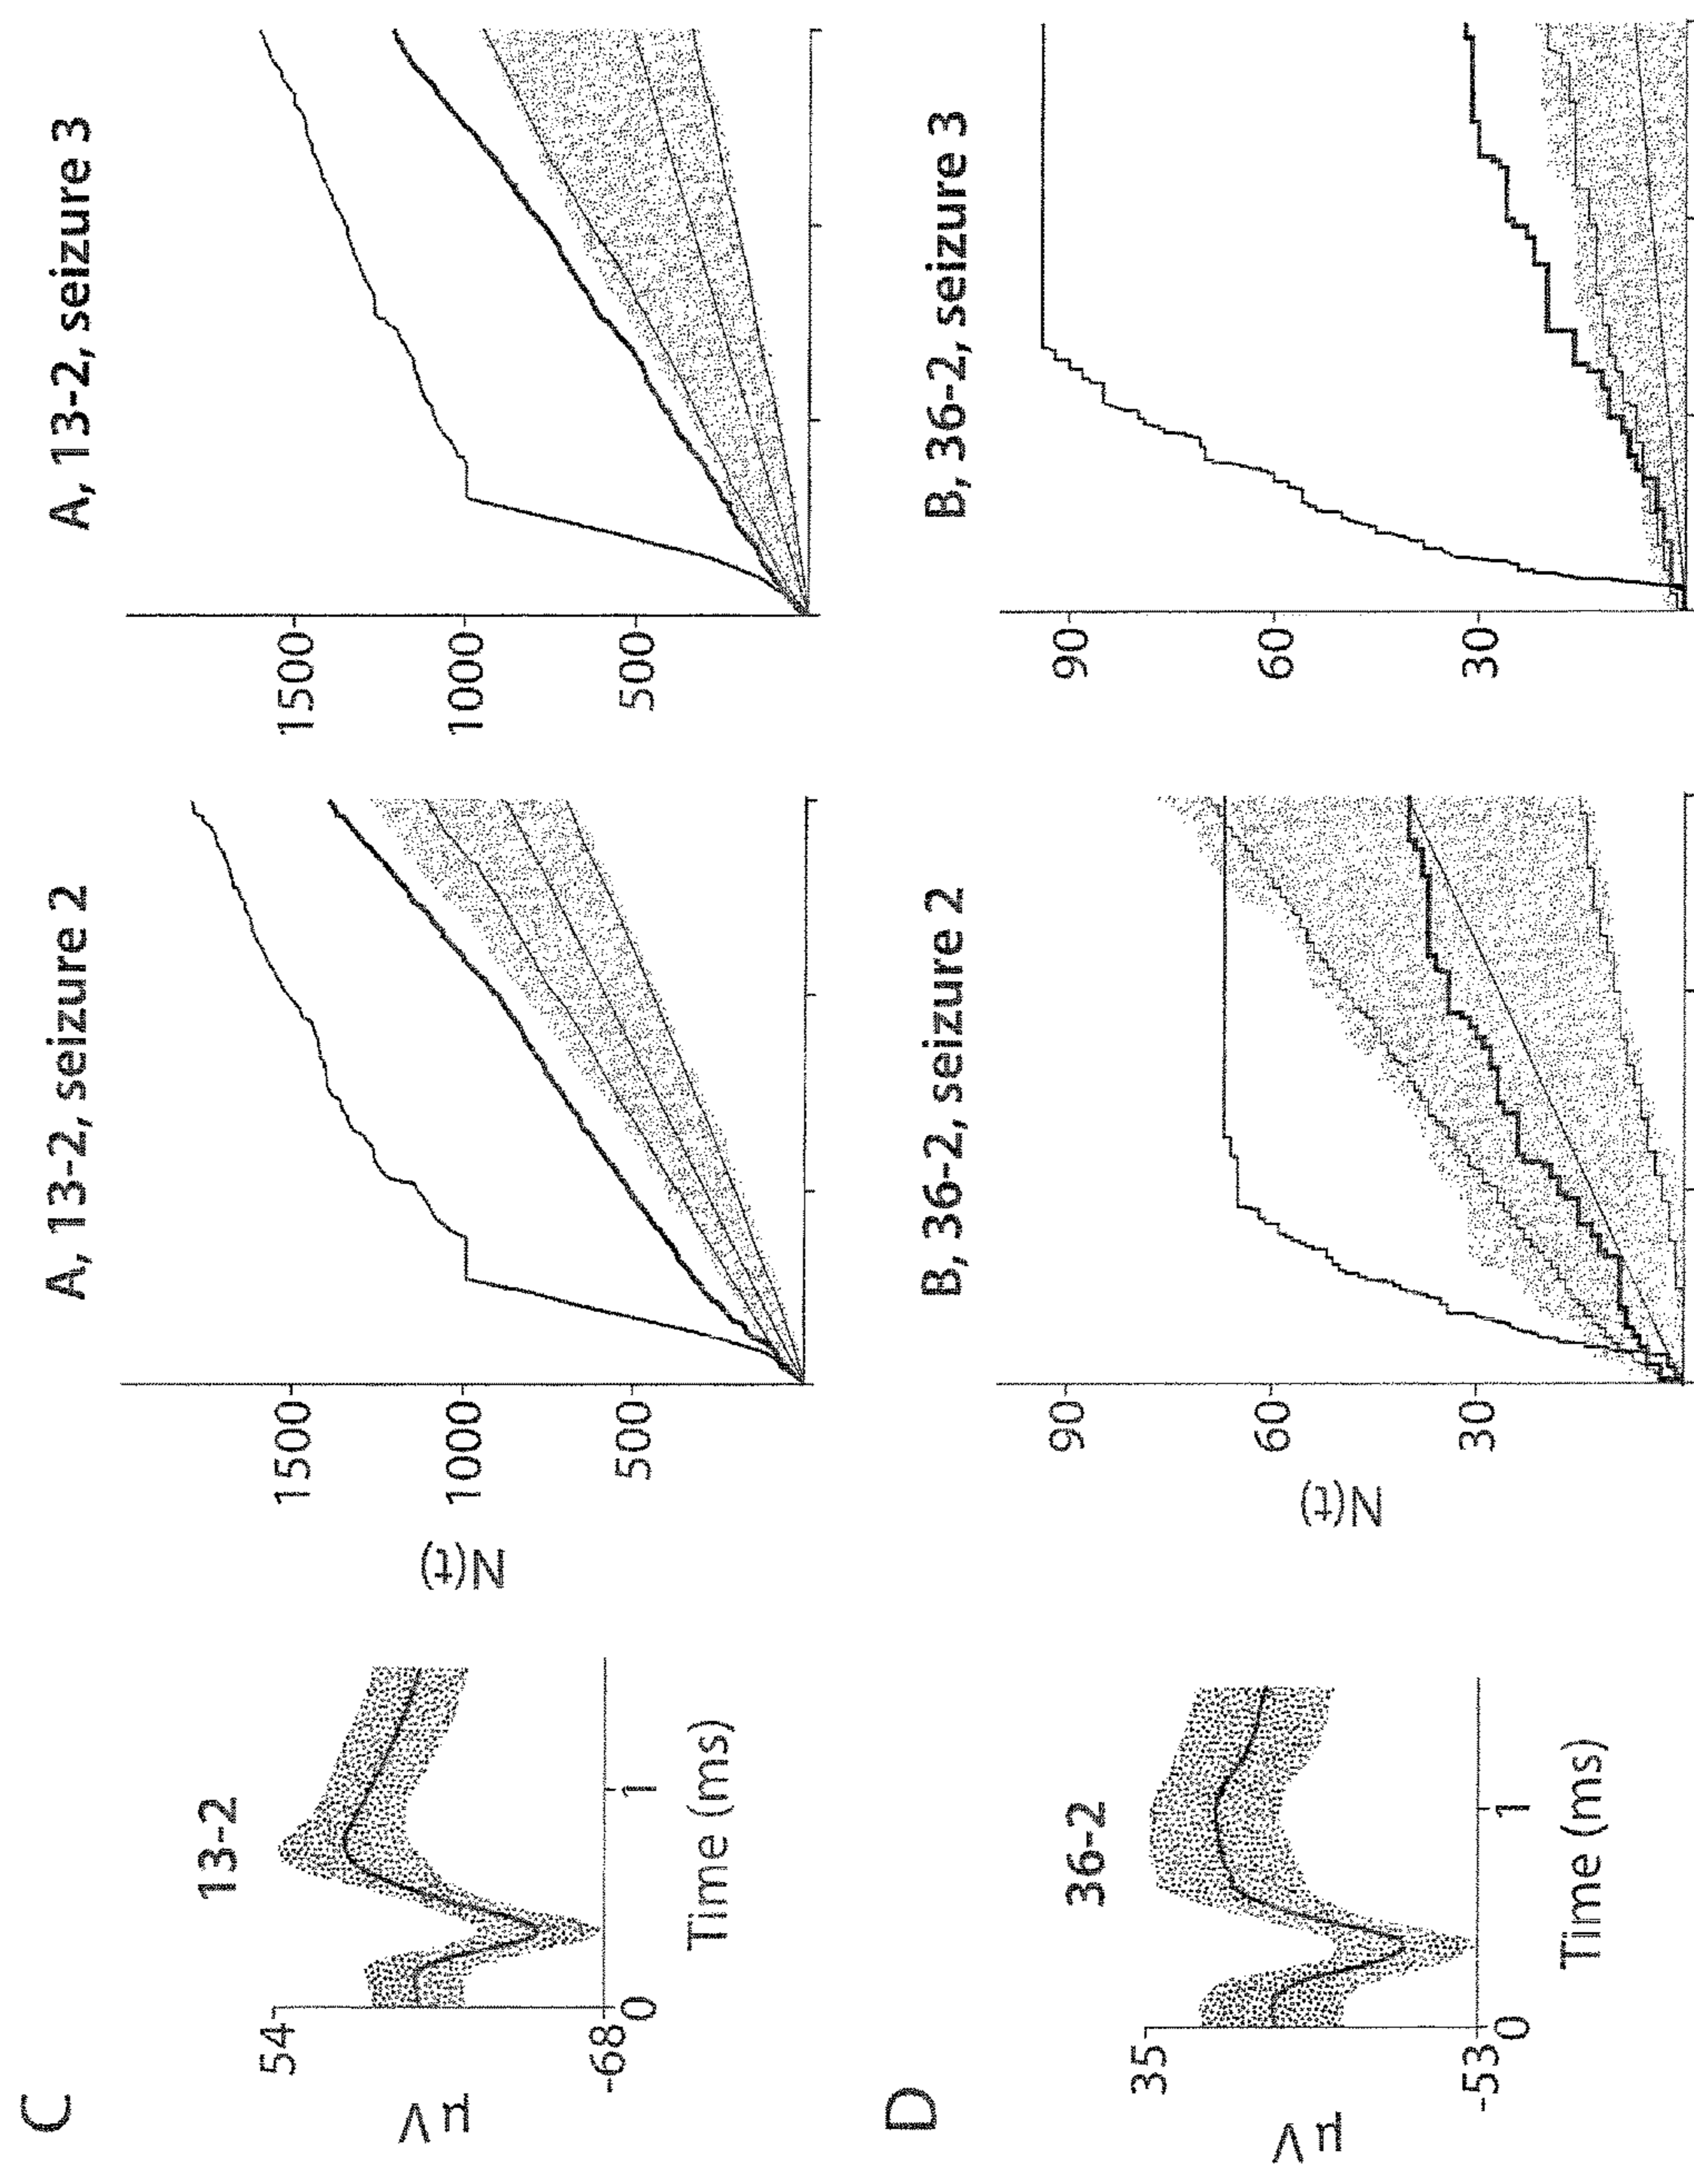 C
13-2
54
μV
-68
0
1
Time (ms)
A, 13-2, seizure 2
N(t)
1500
1000
500
A, 13-2, seizure 3
1500
1000
500
D
36-2
35
μV
-53
0
1
Time (ms)
B, 36-2, seizure 2
N(t)
90
60
30
B, 36-2, seizure 3
90
60
30